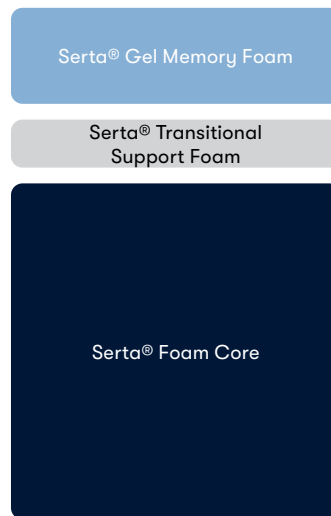 Serta® Gel Memory Foam
Serta® Transitional
Support Foam
Serta® Foam Core